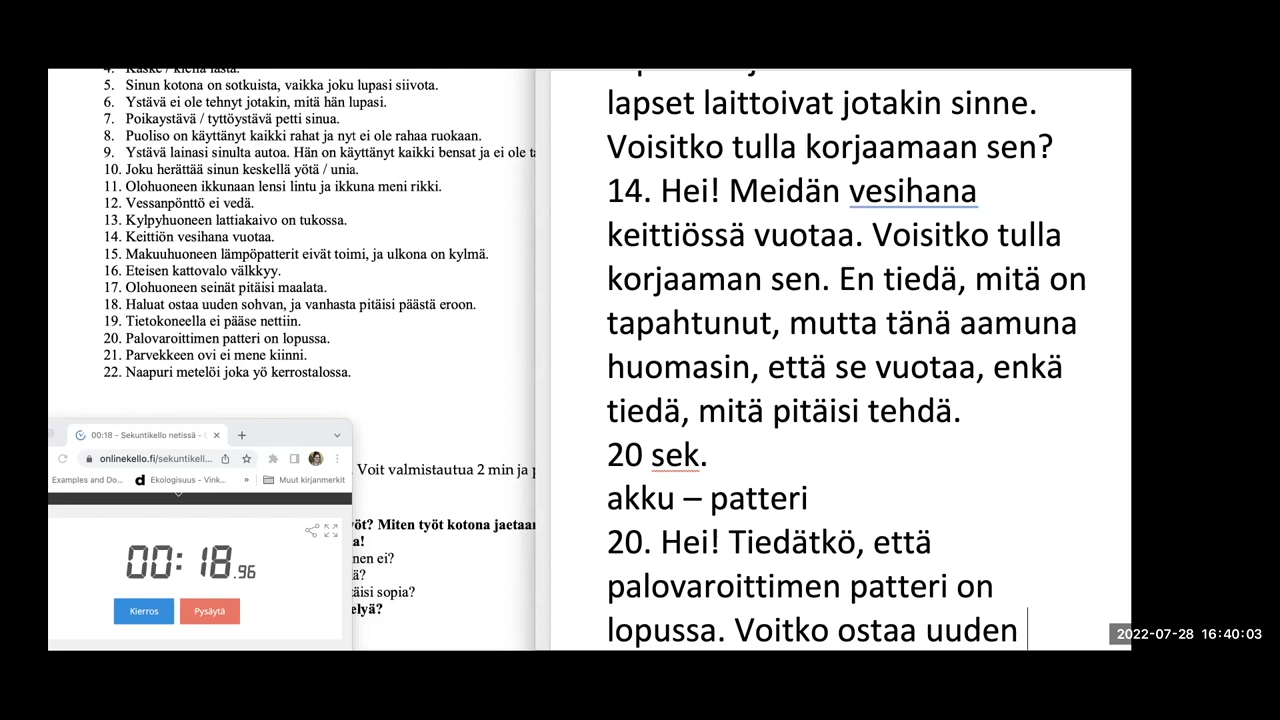 4. Käske / kiellä lasta.
5. Sinun kotona on sotkuista, vaikka joku lupasi siivota.
6. Ystävä ei ole tehnyt jotakin, mitä hän lupasi.
7. Poikaystävä / tyttöystävä petti sinua.
8. Puoliso on käyttänyt kaikki rahat ja nyt ei ole rahaa ruokaan.
9. Ystävä lainasi sinulta autoa. Hän on käyttänyt kaikki bensat ja ei ole
10. Joku herättää sinun keskellä yötä / unia.
11. Olohuoneen ikkunaan lensi lintu ja ikkuna meni rikki.
12. Vessanpönttö ei vedä.
13. Kylpyhuoneen lattiakaivo on tukossa.
14. Keittiön vesihana vuotaa.
15. Makuuhuoneen lämpöpatterit eivät toimi, ja ulkona on kylmä.
16. Eteisen kattovalo välkkyy.
17. Olohuoneen seinät pitäisi maalata.
18. Haluat ostaa uuden sohvan, ja vanhasta pitäisi päästä eroon.
19. Tietokoneella ei pääse nettiin.
20. Palovaroittimen patteri on lopussa.
21. Parvekkeen ovi ei mene kiinni.
22. Naapuri metelöi joka yö kerrostalossa.
Voit valmistautua 2 min ja
työt? Miten työt kotona jaetaan
a!
nen ei?
ä?
äisi sopia?
elyä?
00:18 - Sekuntikello netissä -
onlinekello.fi/sekuntikell...
Examples and Do...
Ekologisuus - Vink...
»
Muut kirjanmerkit
00:18.96
Kierros
Pysäytä
lapset laittoivat jotakin sinne.
Voisitko tulla korjaamaan sen?
14. Hei! Meidän vesihana
keittiössä vuotaa. Voisitko tulla
korjaaman sen. En tiedä, mitä on
tapahtunut, mutta tänä aamuna
huomasin, että se vuotaa, enkä
tiedä, mitä pitäisi tehdä.
20 sek.
akku – patteri
20. Hei! Tiedätkö, että
palovaroittimen patteri on
lopussa. Voitko ostaa uuden
2022-07-28 16:40:03